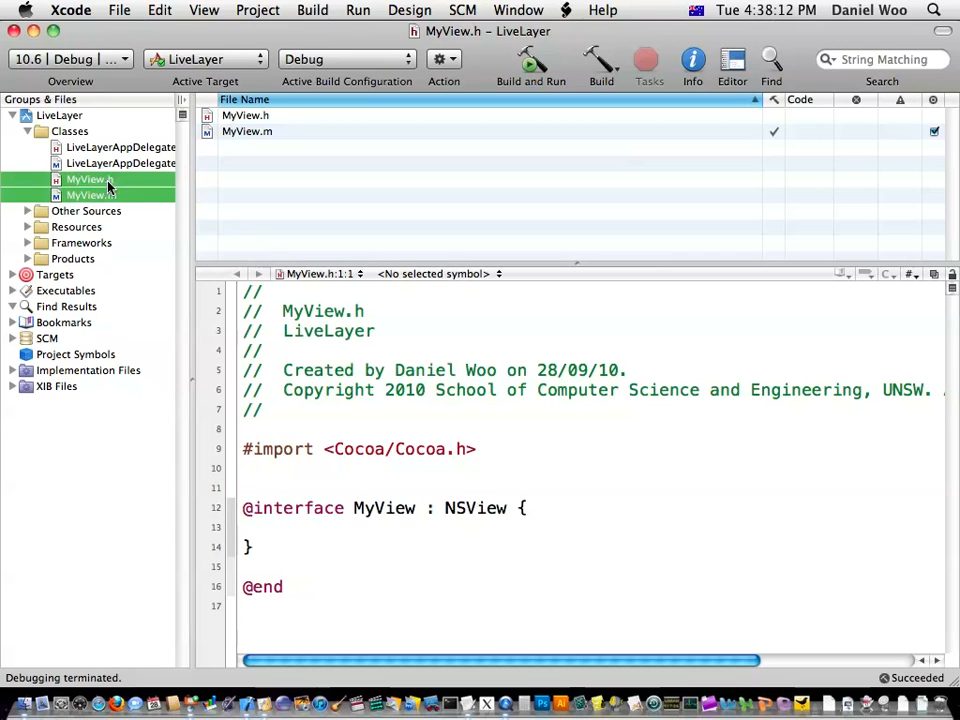 Xcode File Edit View Project Build Run Design SCM Window Help Tue 4:38:12 PM Daniel Woo
MyView.h – LiveLayer
10.6 | Debug | ... LiveLayer Debug String Matching
Overview Active Target Active Build Configuration Action Build and Run Build Tasks Info Editor Find Search
Groups & Files File Name Code
LiveLayer
Classes
LiveLayerAppDelegate
LiveLayerAppDelegate
MyView.h
MyView.m
Other Sources
Resources
Frameworks
Products
Targets
Executables
Find Results
Bookmarks
SCM
Project Symbols
Implementation Files
XIB Files
MyView.h
MyView.m
MyView.h:1:1 <No selected symbol> C #
1 //
2 // MyView.h
3 // LiveLayer
4 //
5 // Created by Daniel Woo on 28/09/10.
6 // Copyright 2010 School of Computer Science and Engineering, UNSW.
7 //
8
9 #import <Cocoa/Cocoa.h>
10
11
12 @interface MyView : NSView {
13
14 }
15
16 @end
17
Debugging terminated. Succeeded